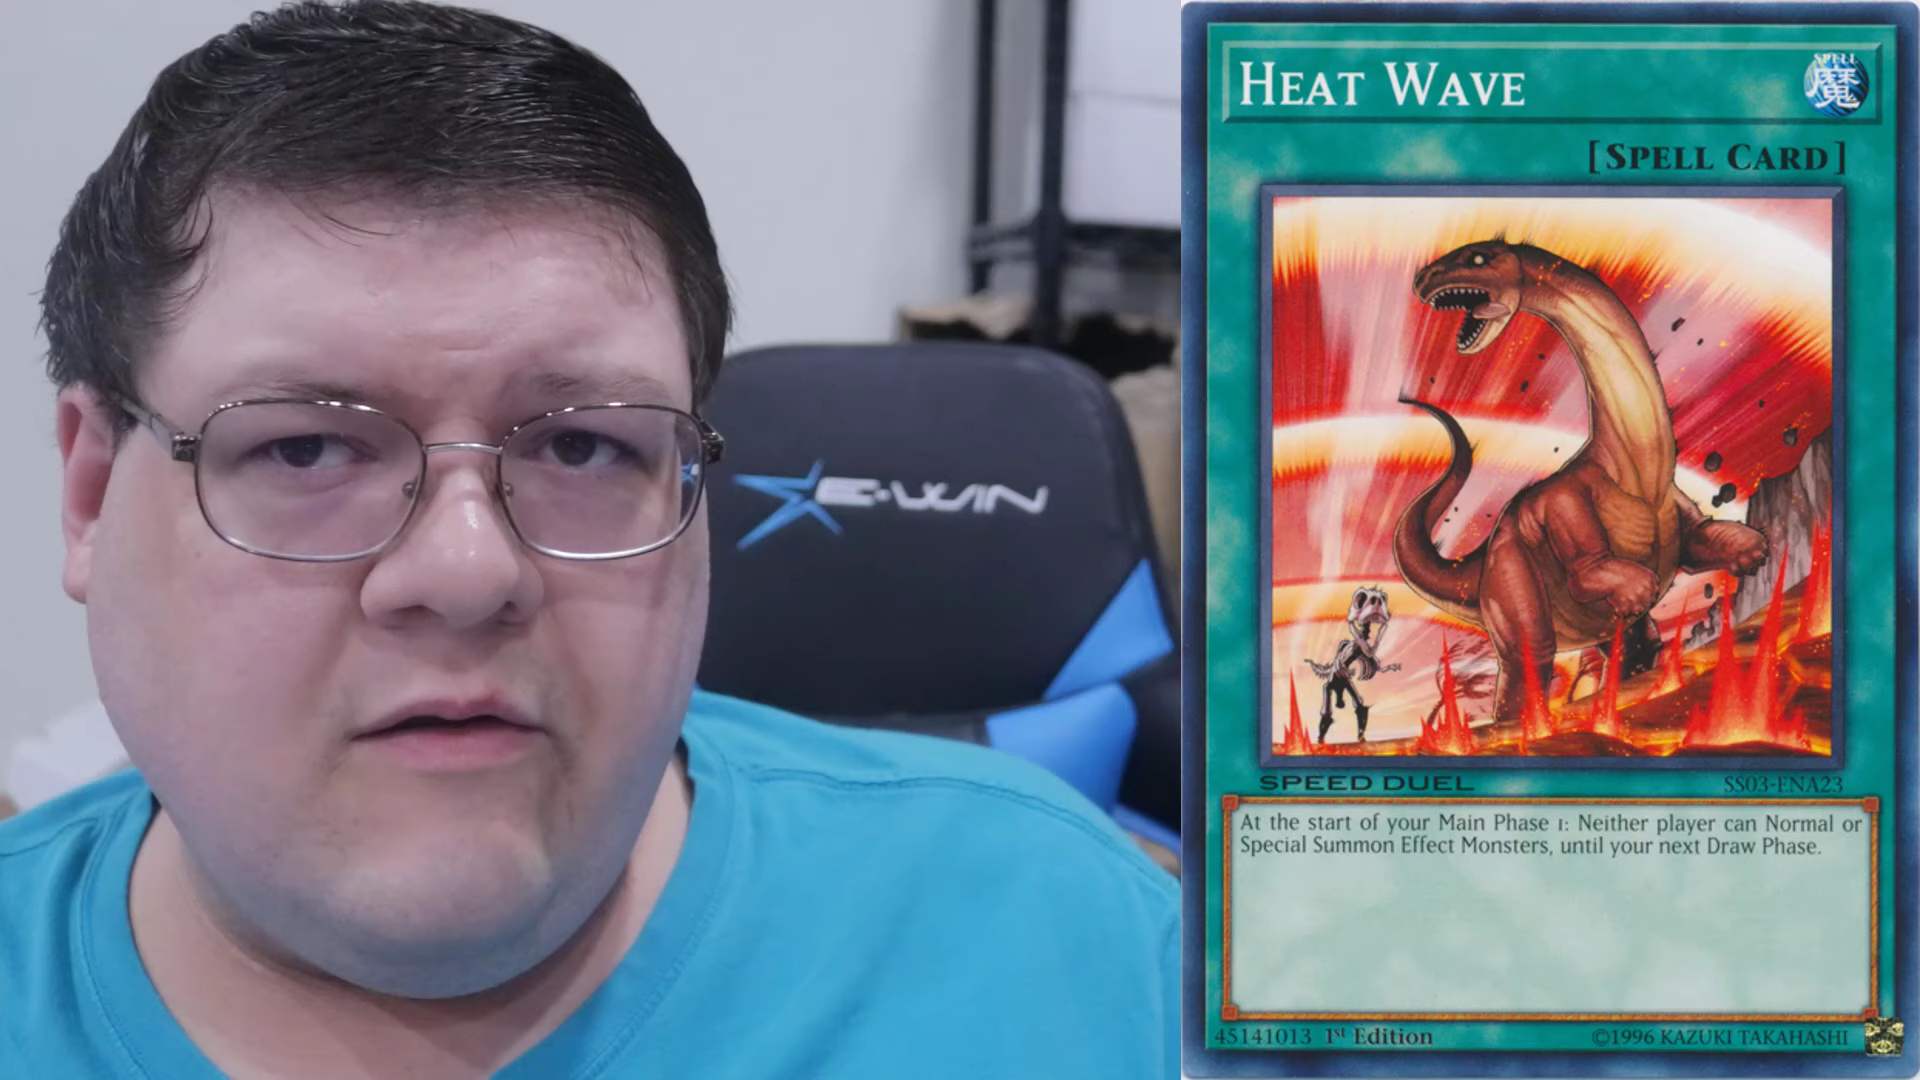 E-WIN
HEAT WAVE
SPELL
魔
[SPELL CARD]
SPEED DUEL
SS03-ENA23
At the start of your Main Phase 1: Neither player can Normal or
Special Summon Effect Monsters, until your next Draw Phase.
45141013 1st Edition
©1996 KAZUKI TAKAHASHI